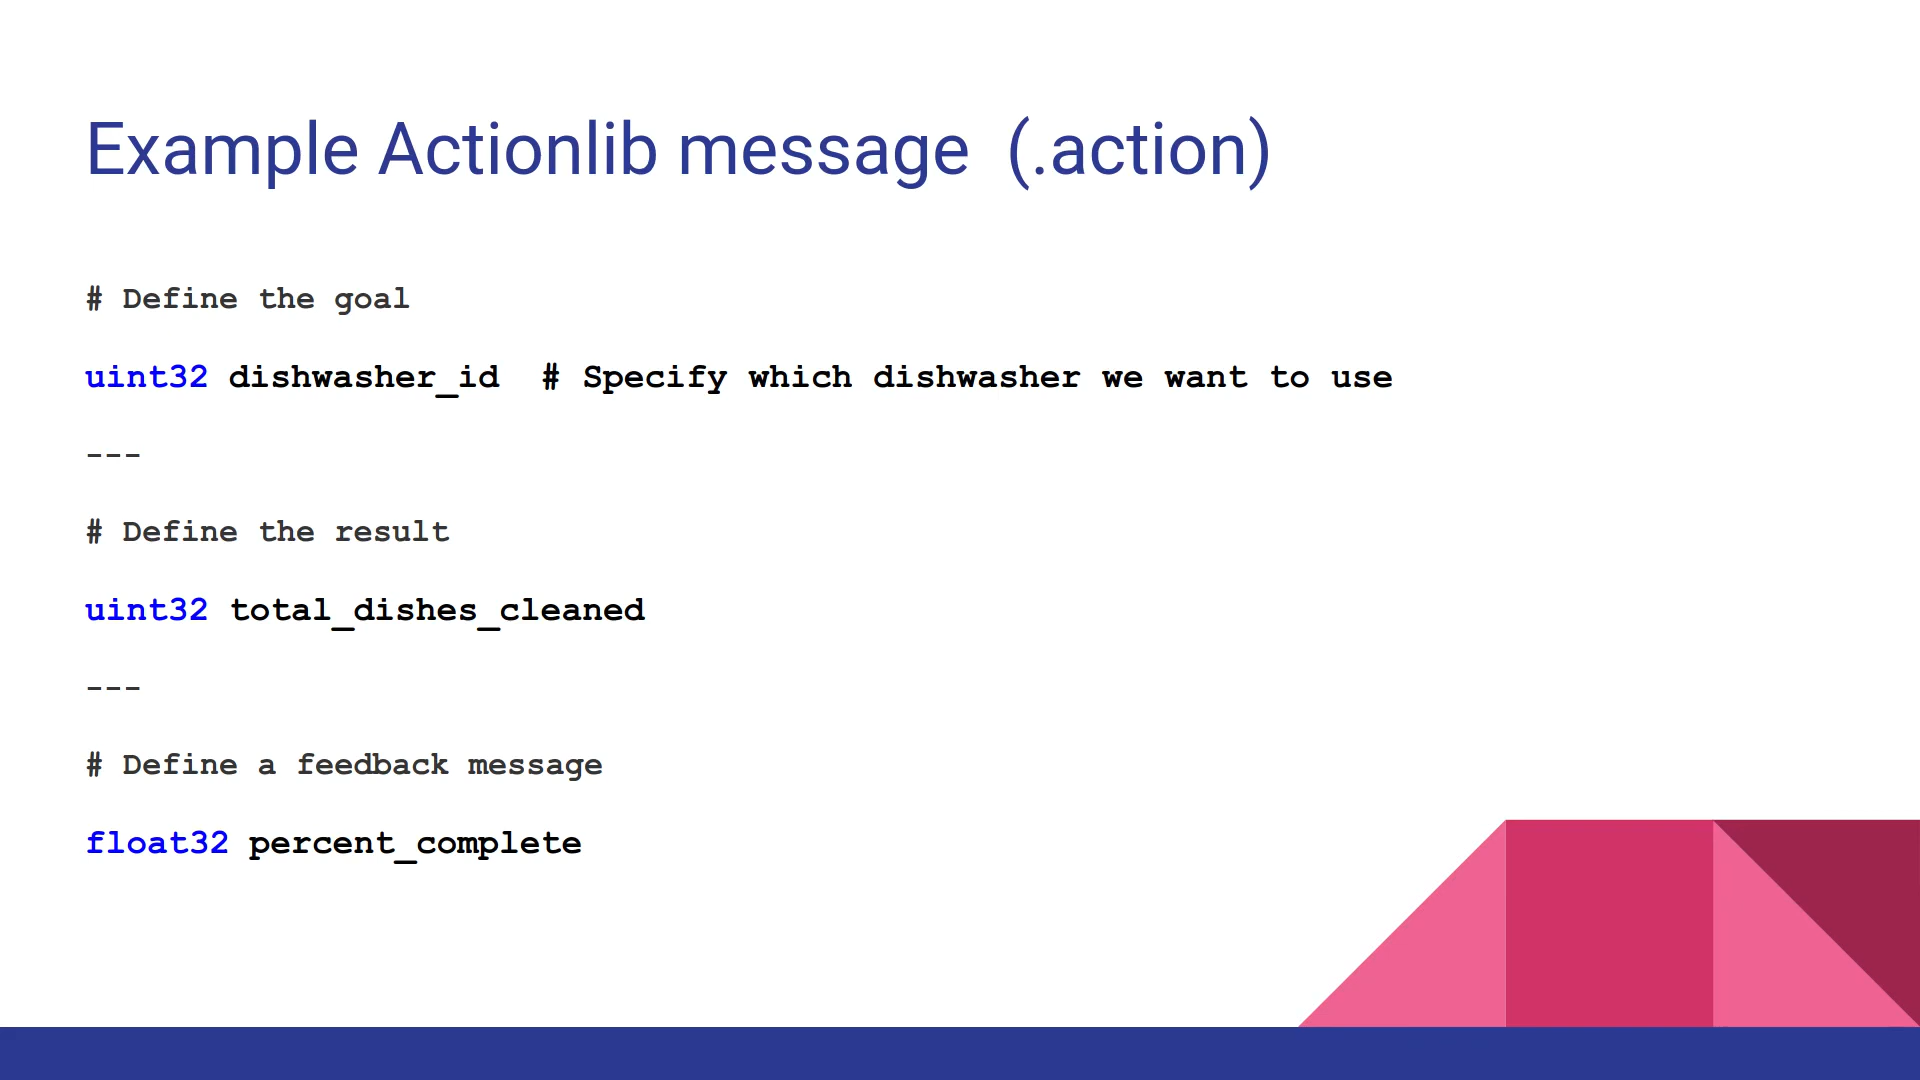 Example Actionlib message  (.action)
# Define the goal
uint32 dishwasher_id  # Specify which dishwasher we want to use
---
# Define the result
uint32 total_dishes_cleaned
---
# Define a feedback message
float32 percent_complete